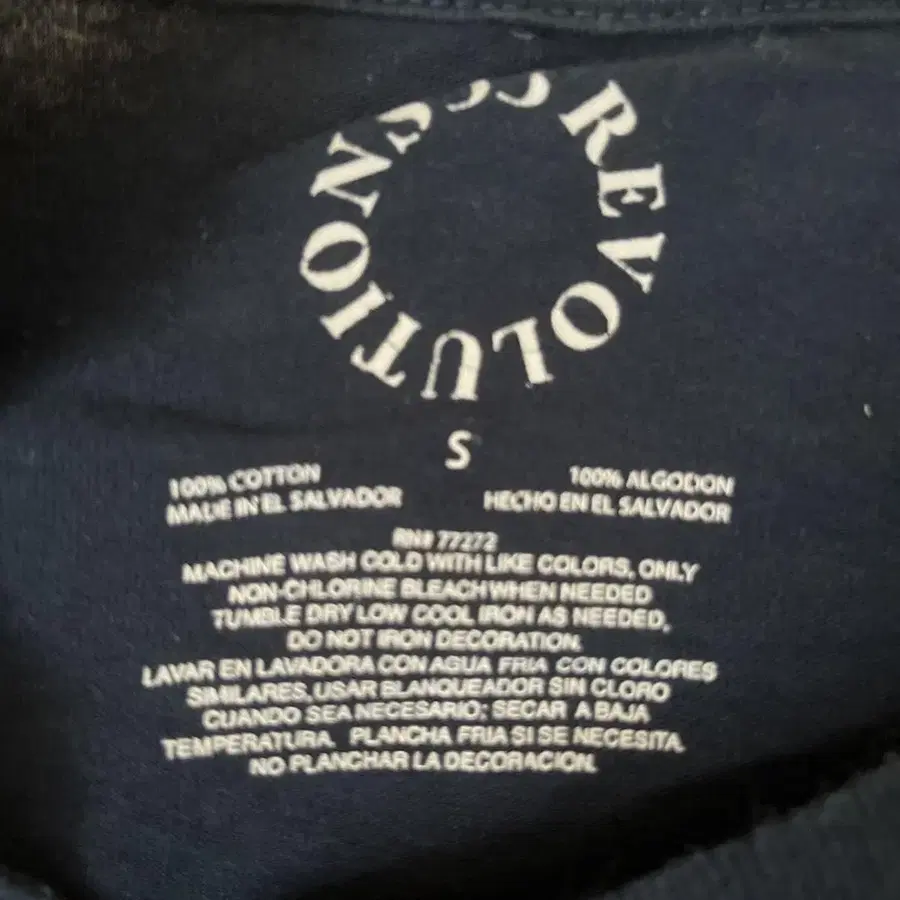 REVOLUTIONS
S
100% COTTON
MADE IN EL SALVADOR
100% ALGODON
HECHO EN EL SALVADOR
RN# 77272
MACHINE WASH COLD WITH LIKE COLORS, ONLY
NON-CHLORINE BLEACH WHEN NEEDED
TUMBLE DRY LOW COOL IRON AS NEEDED,
DO NOT IRON DECORATION.
LAVAR EN LAVADORA CON AGUA FRIA CON COLORES
SIMILARES, USAR BLANQUEADOR SIN CLORO
CUANDO SEA NECESARIO; SECAR A BAJA
TEMPERATURA. PLANCHA FRIA SI SE NECESITA.
NO PLANCHAR LA DECORACION.